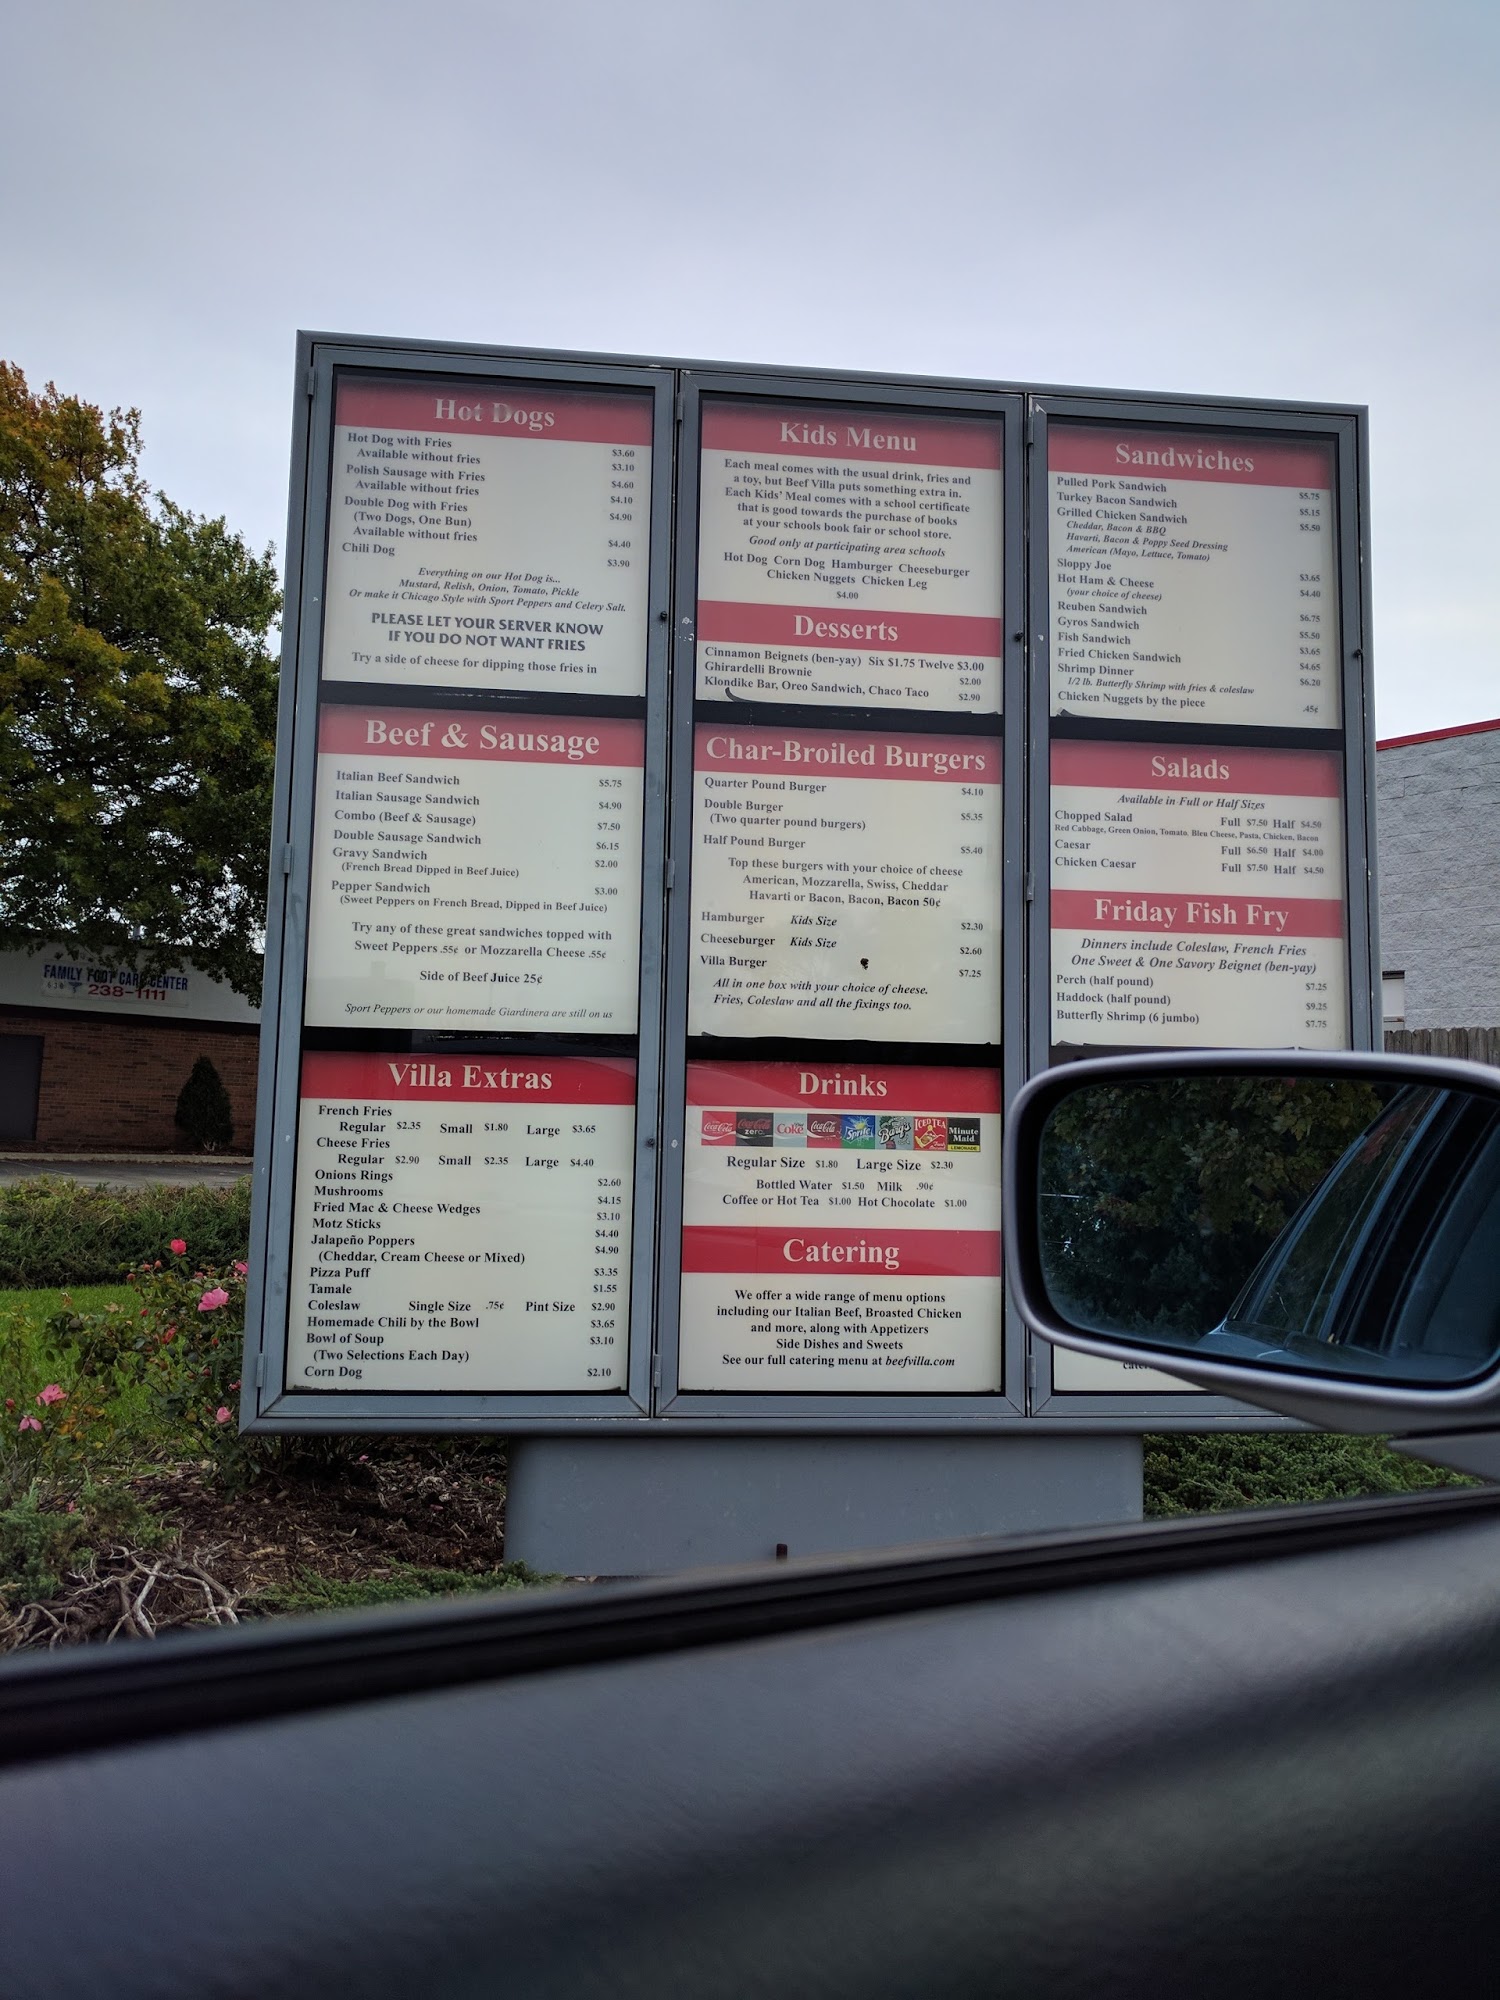 Hot Dogs
Hot Dog with Fries $3.60
Available without fries $3.10
Polish Sausage with Fries $4.60
Available without fries $4.10
Double Dog with Fries $4.90
(Two Dogs, One Bun)
Available without fries $4.40
Chili Dog $3.90
Everything on our Hot Dog is...
Mustard, Relish, Onion, Tomato, Pickle
Or make it Chicago Style with Sport Peppers and Celery Salt.
PLEASE LET YOUR SERVER KNOW
IF YOU DO NOT WANT FRIES
Try a side of cheese for dipping those fries in
Beef & Sausage
Italian Beef Sandwich $5.75
Italian Sausage Sandwich $4.90
Combo (Beef & Sausage) $7.50
Double Sausage Sandwich $6.15
Gravy Sandwich $2.00
(French Bread Dipped in Beef Juice)
Pepper Sandwich $3.00
(Sweet Peppers on French Bread, Dipped in Beef Juice)
Try any of these great sandwiches topped with
Sweet Peppers .55¢ or Mozzarella Cheese .55¢
Side of Beef Juice 25¢
Sport Peppers or our homemade Giardinera are still on us
Villa Extras
French Fries
Regular $2.35 Small $1.80 Large $3.65
Cheese Fries
Regular $2.90 Small $2.35 Large $4.40
Onions Rings $2.60
Mushrooms $4.15
Fried Mac & Cheese Wedges $3.10
Motz Sticks $4.40
Jalapeño Poppers $4.90
(Cheddar, Cream Cheese or Mixed)
Pizza Puff $3.35
Tamale $1.55
Coleslaw Single Size .75¢ Pint Size $2.90
Homemade Chili by the Bowl $3.65
Bowl of Soup $3.10
(Two Selections Each Day)
Corn Dog $2.10
Kids Menu
Each meal comes with the usual drink, fries and
a toy, but Beef Villa puts something extra in.
Each Kids' Meal comes with a school certificate
that is good towards the purchase of books
at your schools book fair or school store.
Good only at participating area schools
Hot Dog Corn Dog Hamburger Cheeseburger
Chicken Nuggets Chicken Leg
$4.00
Desserts
Cinnamon Beignets (ben-yay) Six $1.75 Twelve $3.00
Ghirardelli Brownie $2.00
Klondike Bar, Oreo Sandwich, Chaco Taco $2.90
Char-Broiled Burgers
Quarter Pound Burger $4.10
Double Burger $5.35
(Two quarter pound burgers)
Half Pound Burger $5.40
Top these burgers with your choice of cheese
American, Mozzarella, Swiss, Cheddar
Havarti or Bacon, Bacon, Bacon 50¢
Hamburger Kids Size $2.30
Cheeseburger Kids Size $2.60
Villa Burger $7.25
All in one box with your choice of cheese.
Fries, Coleslaw and all the fixings too.
Drinks
Coca-Cola Coca-Cola zero Coke Coca-Cola Sprite Barq's ICED TEA Minute Maid LEMONADE
Regular Size $1.80 Large Size $2.30
Bottled Water $1.50 Milk .90¢
Coffee or Hot Tea $1.00 Hot Chocolate $1.00
Catering
We offer a wide range of menu options
including our Italian Beef, Broasted Chicken
and more, along with Appetizers
Side Dishes and Sweets
See our full catering menu at beefvilla.com
Sandwiches
Pulled Pork Sandwich $5.75
Turkey Bacon Sandwich $5.15
Grilled Chicken Sandwich $5.50
Cheddar, Bacon & BBQ
Havarti, Bacon & Poppy Seed Dressing
American (Mayo, Lettuce, Tomato)
Sloppy Joe $3.65
Hot Ham & Cheese $4.40
(your choice of cheese)
Reuben Sandwich $6.75
Gyros Sandwich $5.50
Fish Sandwich $3.65
Fried Chicken Sandwich $4.65
Shrimp Dinner $6.20
1/2 lb. Butterfly Shrimp with fries & coleslaw
Chicken Nuggets by the piece .45¢
Salads
Available in Full or Half Sizes
Chopped Salad Full $7.50 Half $4.50
Red Cabbage, Green Onion, Tomato. Bleu Cheese, Pasta, Chicken, Bacon
Caesar Full $6.50 Half $4.00
Chicken Caesar Full $7.50 Half $4.50
Friday Fish Fry
Dinners include Coleslaw, French Fries
One Sweet & One Savory Beignet (ben-yay)
Perch (half pound) $7.25
Haddock (half pound) $9.25
Butterfly Shrimp (6 jumbo) $7.75
FAMILY FOOT CARE CENTER
630 238-1111